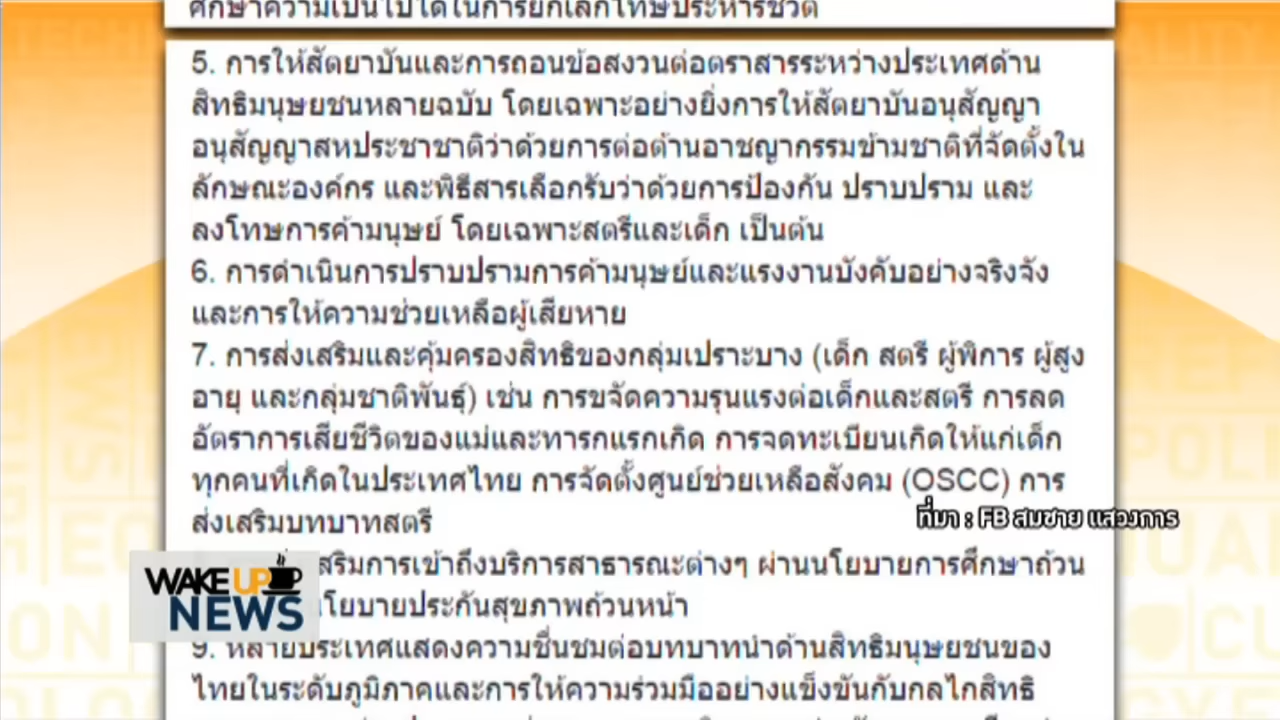 ศึกษาความเป็นไปได้ในการยกเลิกโทษประหารชีวิต
5. การให้สัตยาบันและการถอนข้อสงวนต่อตราสารระหว่างประเทศด้าน
สิทธิมนุษยชนหลายฉบับ โดยเฉพาะอย่างยิ่งการให้สัตยาบันอนุสัญญา
อนุสัญญาสหประชาชาติว่าด้วยการต่อต้านอาชญากรรมข้ามชาติที่จัดตั้งใน
ลักษณะองค์กร และพิธีสารเลือกรับว่าด้วยการป้องกัน ปราบปราม และ
ลงโทษการค้ามนุษย์ โดยเฉพาะสตรีและเด็ก เป็นต้น
6. การดำเนินการปราบปรามการค้ามนุษย์และแรงงานบังคับอย่างจริงจัง
และการให้ความช่วยเหลือผู้เสียหาย
7. การส่งเสริมและคุ้มครองสิทธิของกลุ่มเปราะบาง (เด็ก สตรี ผู้พิการ ผู้สูง
อายุ และกลุ่มชาติพันธุ์) เช่น การขจัดความรุนแรงต่อเด็กและสตรี การลด
อัตราการเสียชีวิตของแม่และทารกแรกเกิด การจดทะเบียนเกิดให้แก่เด็ก
ทุกคนที่เกิดในประเทศไทย การจัดตั้งศูนย์ช่วยเหลือสังคม (OSCC) การ
ส่งเสริมบทบาทสตรี
ที่มา : FB สมชาย แสวงการ
สริมการเข้าถึงบริการสาธารณะต่างๆ ผ่านนโยบายการศึกษาถ้วน
โยบายประกันสุขภาพถ้วนหน้า
WAKE UP
NEWS
9. หลายประเทศแสดงความชื่นชมต่อบทบาทนำด้านสิทธิมนุษยชนของ
ไทยในระดับภูมิภาคและการให้ความร่วมมืออย่างแข็งขันกับกลไกสิทธิ